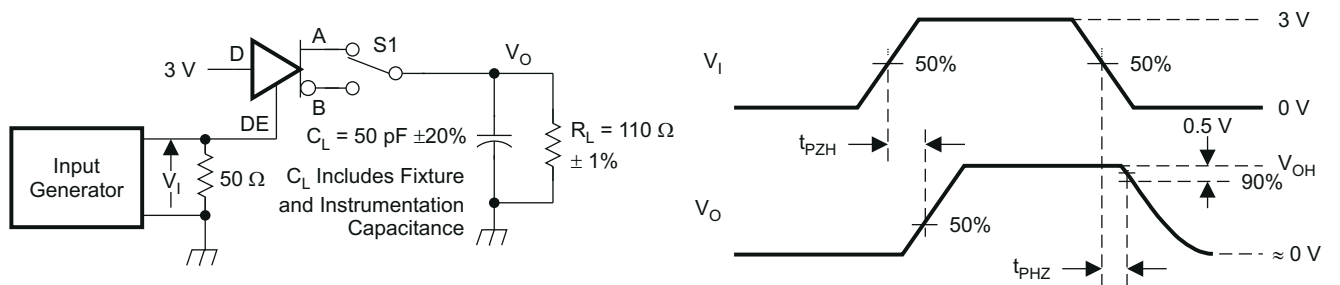 A
S1
D
3 V
B
DE
V_O
Input
Generator
V_I
50 Ω
C_L = 50 pF ±20%
C_L Includes Fixture
and Instrumentation
Capacitance
R_L = 110 Ω
± 1%
3 V
V_I
50%
50%
0 V
0.5 V
t_PZH
V_OH
90%
V_O
50%
≈ 0 V
t_PHZ